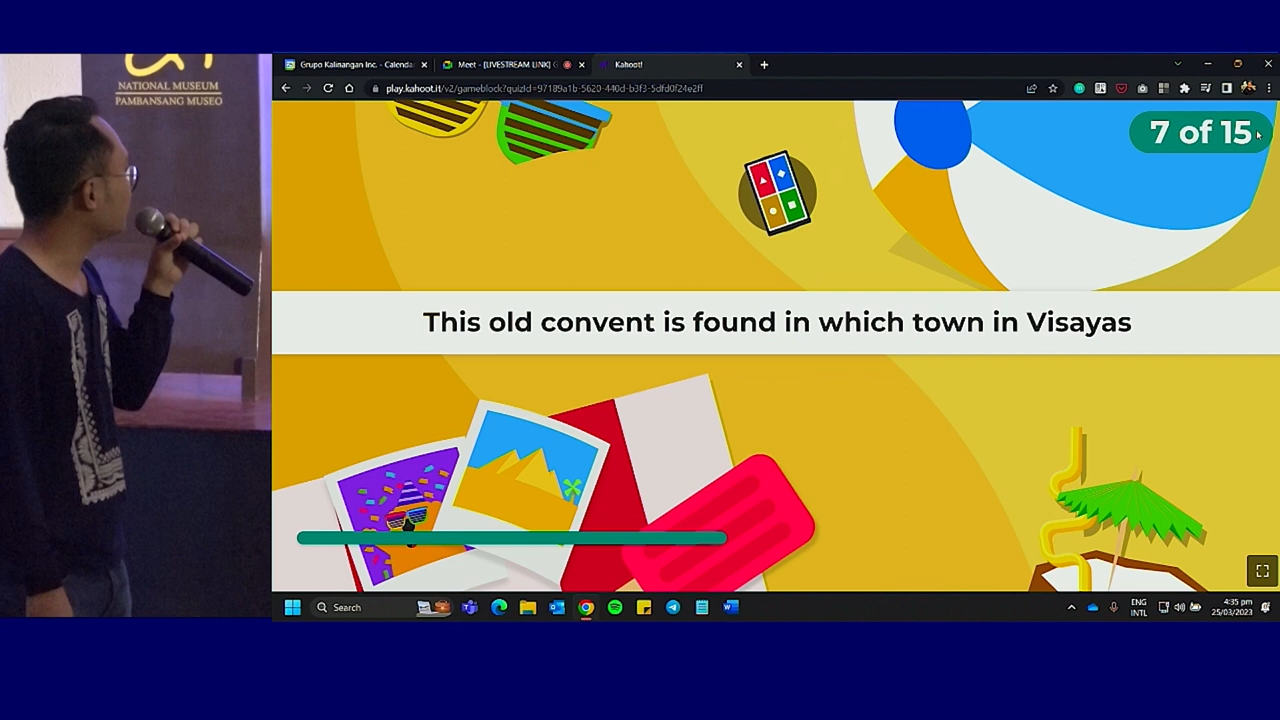 NATIONAL MUSEUM
PAMBANSANG MUSEO
Grupo Kalinangan Inc. - Calenda
Meet - [LIVESTREAM LINK] G
Kahoot!
play.kahoot.it/v2/gameblock?quizId=97189a1b-5620-440d-b3f3-5dfd0f24e2ff
7 of 15
This old convent is found in which town in Visayas
Search
ENG
INTL
4:35 pm
25/03/2023